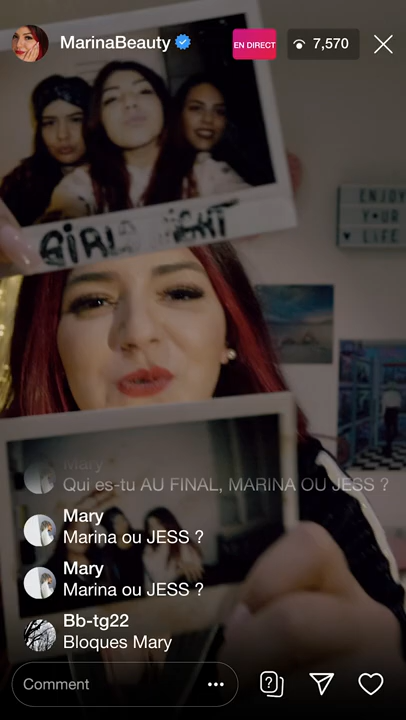 MarinaBeauty
EN DIRECT
7,570
GIRL NIGHT
ENJOY
YOUR
LIFE
Mary
Qui es-tu AU FINAL, MARINA OU JESS ?
Mary
Marina ou JESS ?
Mary
Marina ou JESS ?
Bb-tg22
Bloques Mary
Comment